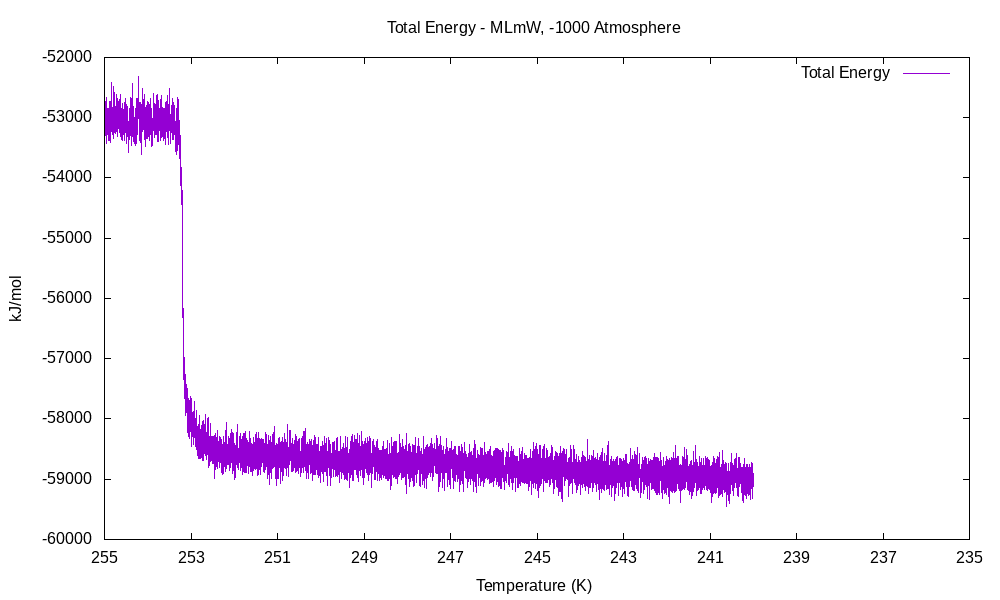 Total Energy - MLmW, -1000 Atmosphere
Total Energy
-52000
-53000
-54000
-55000
-56000
-57000
-58000
-59000
-60000
kJ/mol
255 253 251 249 247 245 243 241 239 237 235
Temperature (K)